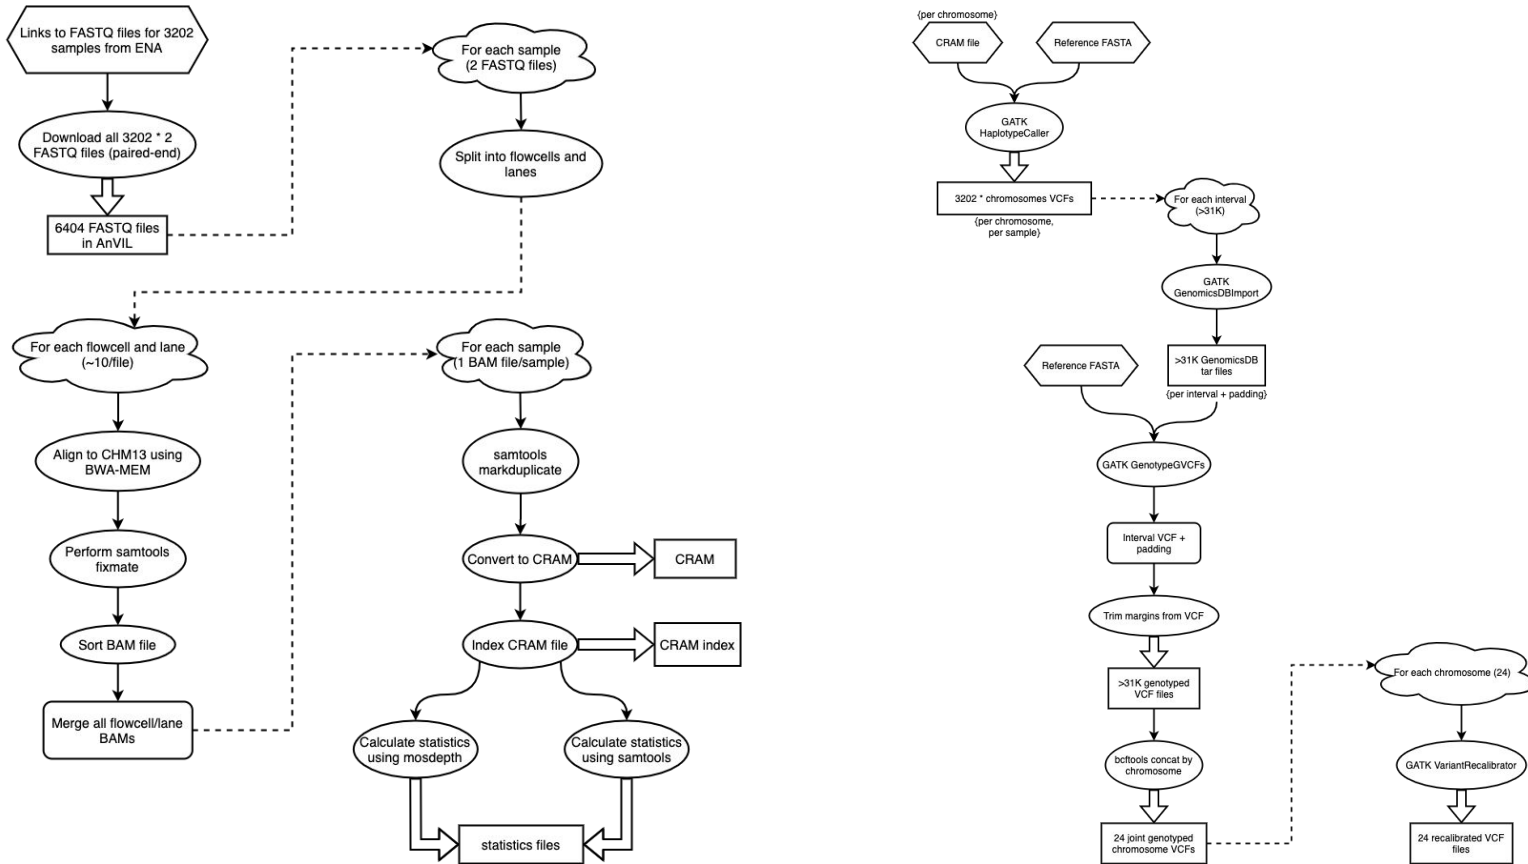 Links to FASTQ files for 3202
samples from ENA
Download all 3202 * 2
FASTQ files (paired-end)
6404 FASTQ files
in AnVIL
For each sample
(2 FASTQ files)
Split into flowcells and
lanes
For each flowcell and lane
(~10/file)
Align to CHM13 using
BWA-MEM
Perform samtools
fixmate
Sort BAM file
Merge all flowcell/lane
BAMs
For each sample
(1 BAM file/sample)
samtools
markduplicate
Convert to CRAM
CRAM
Index CRAM file
CRAM index
Calculate statistics
using mosdepth
Calculate statistics
using samtools
statistics files
{per chromosome}
CRAM file
Reference FASTA
GATK
HaplotypeCaller
3202 * chromosomes VCFs
{per chromosome,
per sample}
For each interval
(>31K)
GATK
GenomicsDBImport
Reference FASTA
>31K GenomicsDB
tar files
{per interval + padding}
GATK GenotypeGVCFs
Interval VCF +
padding
Trim margins from VCF
>31K genotyped
VCF files
bcftools concat by
chromosome
24 joint genotyped
chromosome VCFs
For each chromosome (24)
GATK VariantRecalibrator
24 recalibrated VCF
files